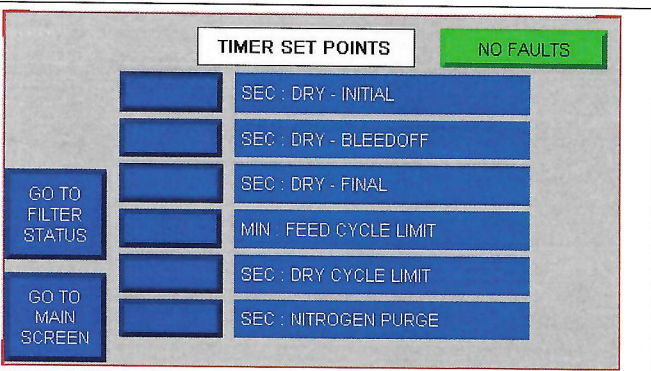 TIMER SET POINTS
NO FAULTS
SEC : DRY - INITIAL
SEC : DRY - BLEEDOFF
SEC : DRY - FINAL
MIN : FEED CYCLE LIMIT
SEC : DRY CYCLE LIMIT
SEC : NITROGEN PURGE
GO TO
FILTER
STATUS
GO TO
MAIN
SCREEN